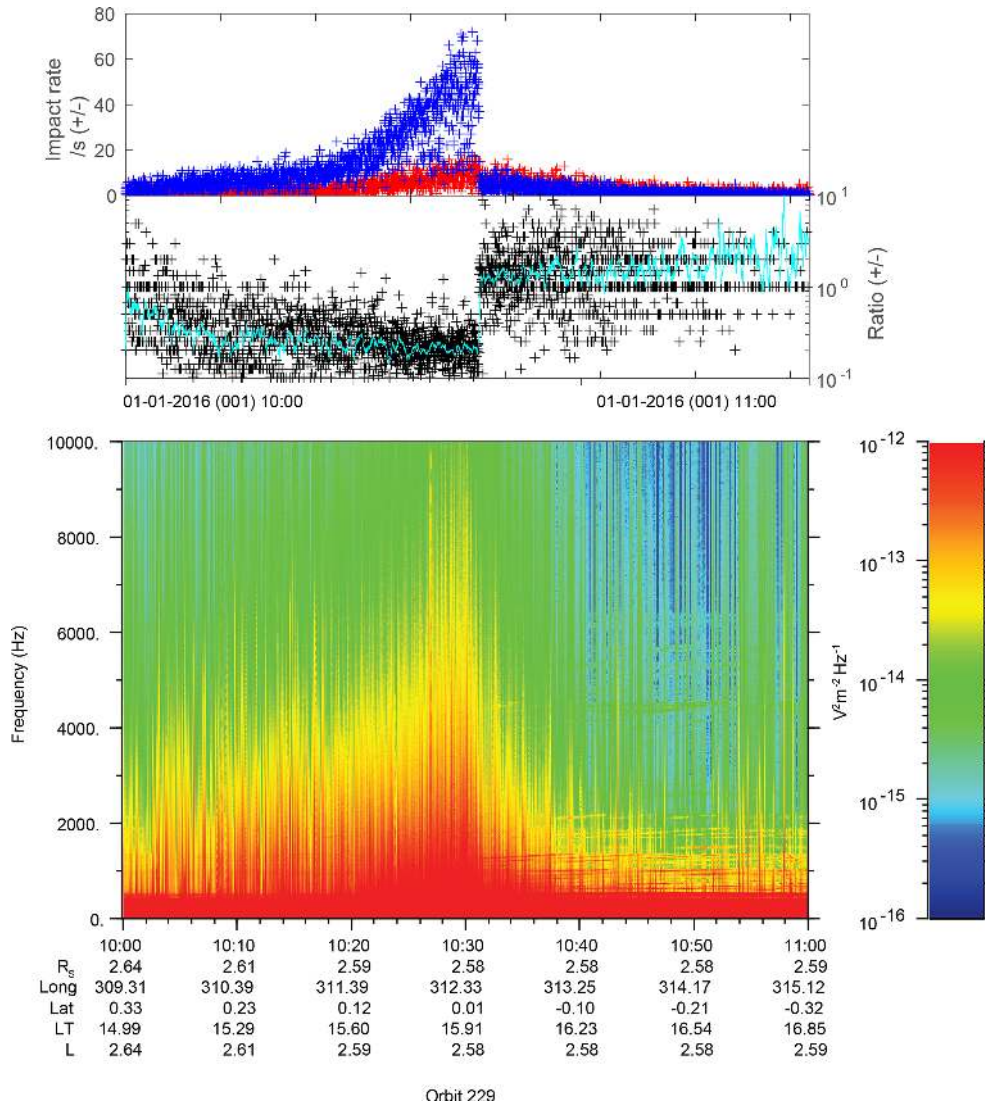 80
60
40
20
0
Impact rate
/s (+/-)
10¹
10⁰
10⁻¹
Ratio (+/-)
01-01-2016 (001) 10:00 01-01-2016 (001) 11:00
10000.
8000.
6000.
4000.
2000.
0.
Frequency (Hz)
10⁻¹²
10⁻¹³
10⁻¹⁴
10⁻¹⁵
10⁻¹⁶
V²m⁻² Hz⁻¹
10:00 10:10 10:20 10:30 10:40 10:50 11:00
Rₛ 2.64 2.61 2.59 2.58 2.58 2.58 2.59
Long 309.31 310.39 311.39 312.33 313.25 314.17 315.12
Lat 0.33 0.23 0.12 0.01 -0.10 -0.21 -0.32
LT 14.99 15.29 15.60 15.91 16.23 16.54 16.85
L 2.64 2.61 2.59 2.58 2.58 2.58 2.59
Orbit 229